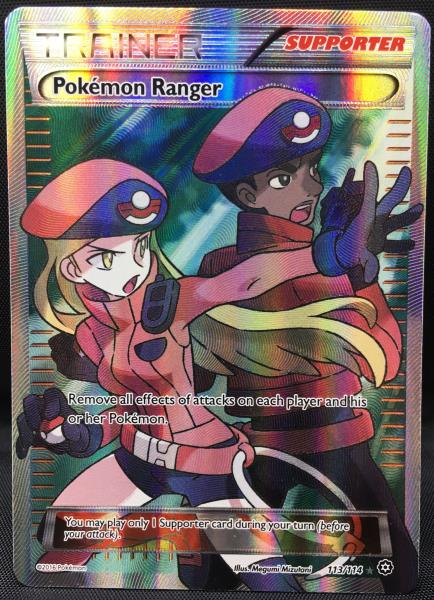 TRAINER
SUPPORTER
Pokémon Ranger
Remove all effects of attacks on each player and his
or her Pokémon.
You may play only 1 Supporter card during your turn (before
your attack).
©2016 Pokémon
Illus. Megumi Mizutani
113/114 ★